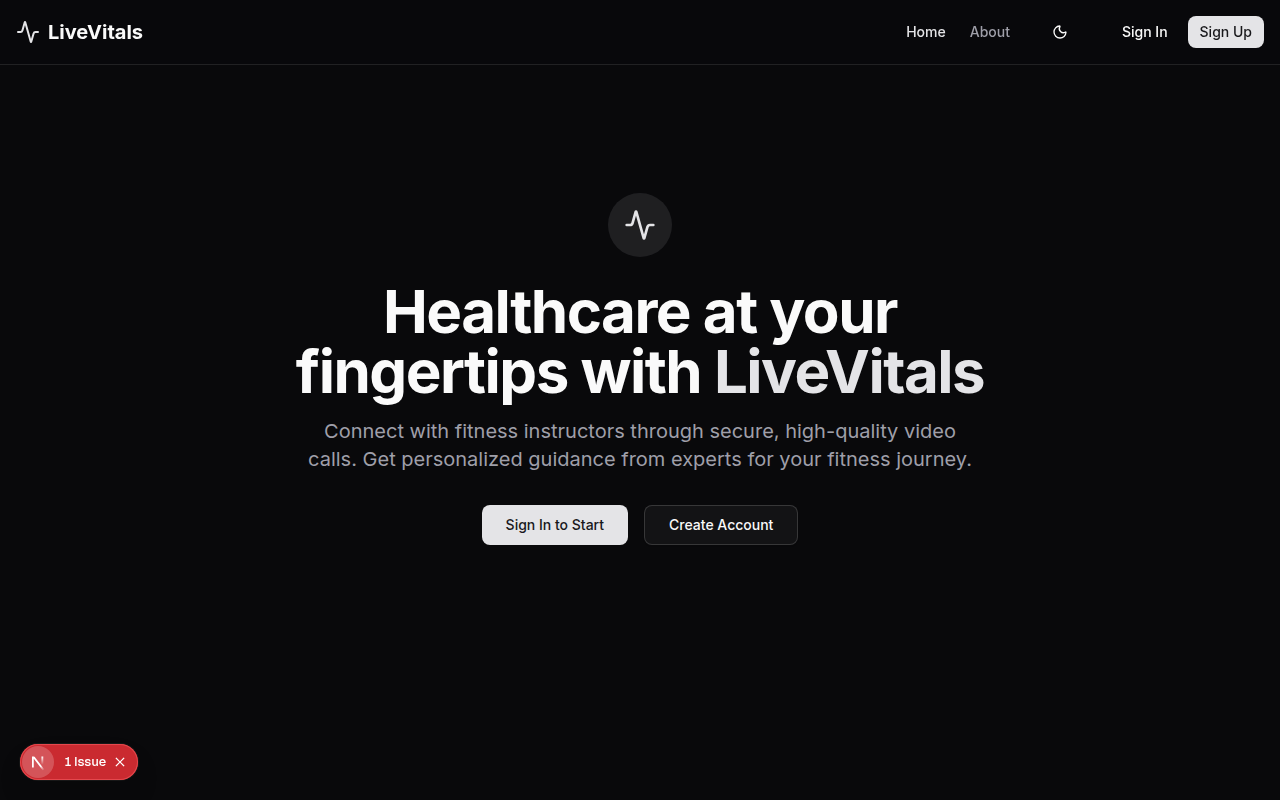 LiveVitals
Home About Sign In Sign Up
Healthcare at your
fingertips with LiveVitals
Connect with fitness instructors through secure, high-quality video
calls. Get personalized guidance from experts for your fitness journey.
Sign In to Start Create Account
N 1 Issue